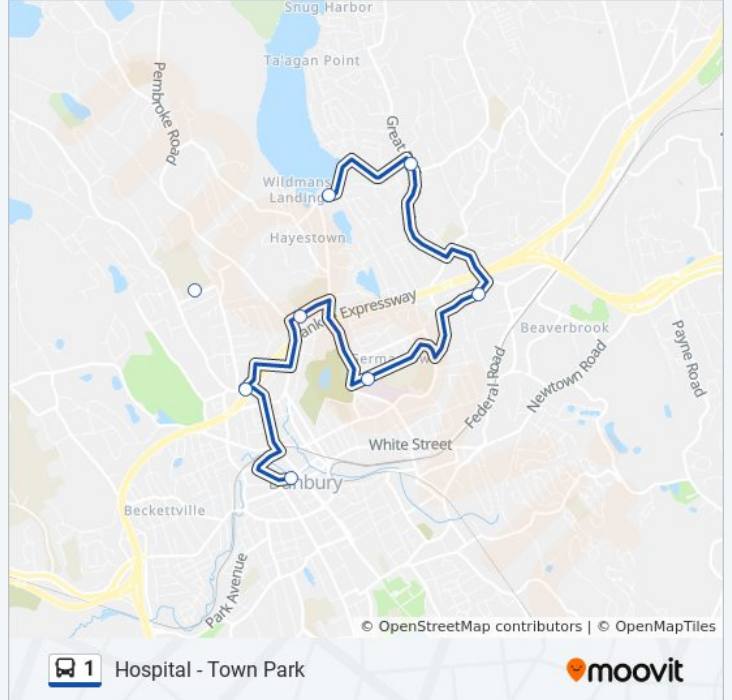 Snug Harbor
Ta'agan Point
Pembroke Road
Great
Wildmans
Landing
Hayestown
Expressway
Beaverbrook
Payne Road
Newtown Road
Federal Road
White Street
Danbury
Beckettville
Park Avenue
© OpenStreetMap contributors | © OpenMapTiles
1 Hospital - Town Park
moovit